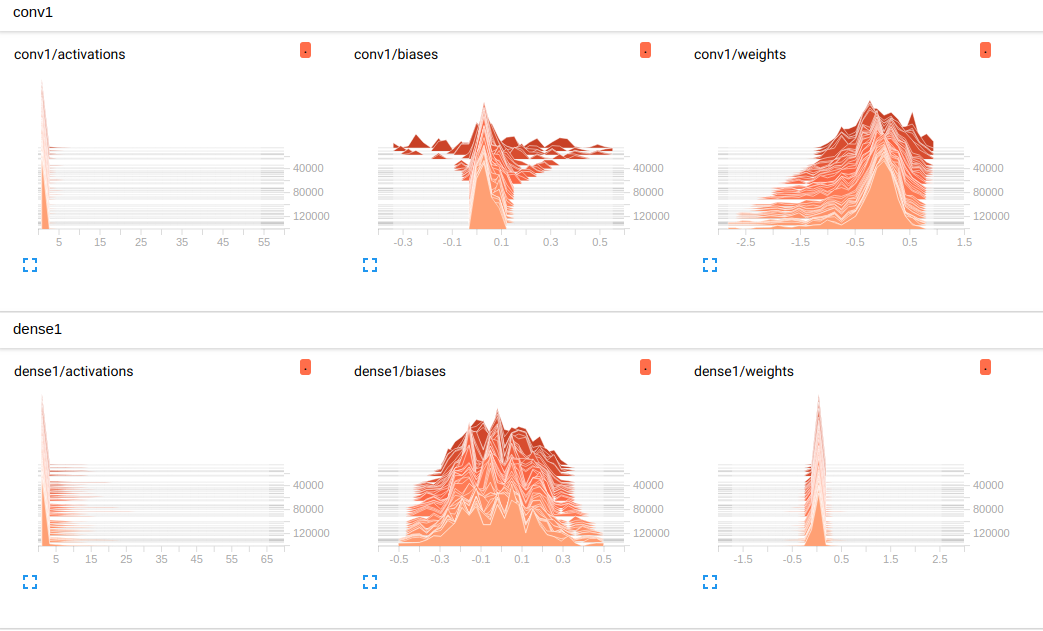 conv1
conv1/activations
conv1/biases
conv1/weights
40000
80000
120000
5 15 25 35 45 55
40000
80000
120000
-0.3 -0.1 0.1 0.3 0.5
40000
80000
120000
-2.5 -1.5 -0.5 0.5 1.5
dense1
dense1/activations
dense1/biases
dense1/weights
40000
80000
120000
5 15 25 35 45 55 65
40000
80000
120000
-0.5 -0.3 -0.1 0.1 0.3 0.5
40000
80000
120000
-1.5 -0.5 0.5 1.5 2.5